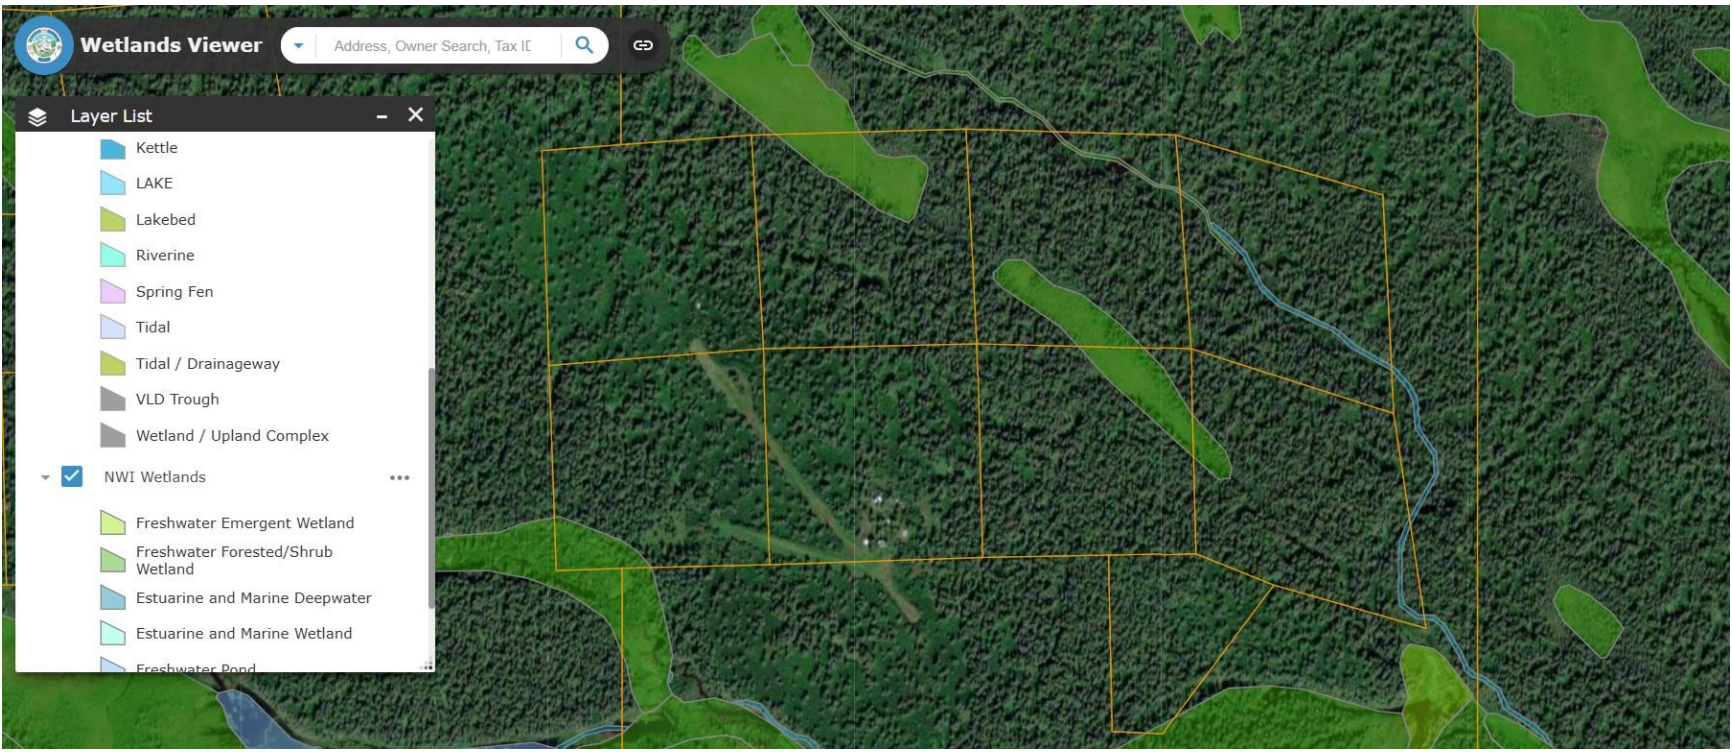 Wetlands Viewer
Address, Owner Search, Tax ID
Layer List
Kettle
LAKE
Lakebed
Riverine
Spring Fen
Tidal
Tidal / Drainageway
VLD Trough
Wetland / Upland Complex
NWI Wetlands
Freshwater Emergent Wetland
Freshwater Forested/Shrub
Wetland
Estuarine and Marine Deepwater
Estuarine and Marine Wetland
Freshwater Pond